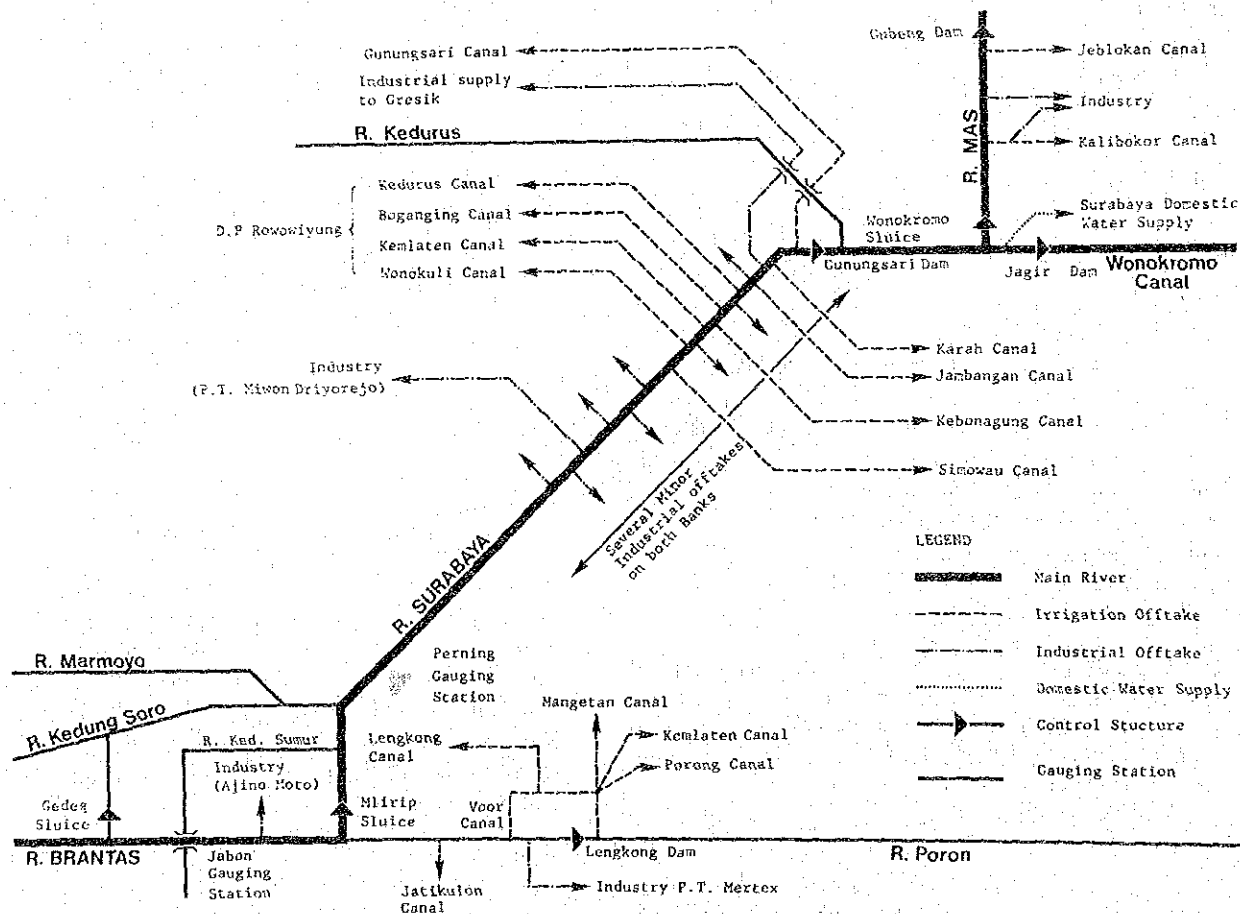 Gunungsari Canal
Industrial supply
to Gresik
R. Kedurus
Kedurus Canal
Boganging Canal
D.P Rowowiyung
Kemlaten Canal
Wonokuli Canal
Gubeng Dam
Jeblokan Canal
Industry
R. MAS
Kalibokor Canal
Surabaya Domestic
Water Supply
Wonokromo
Sluice
Gunungsari Dam
Jagir Dam
Wonokromo
Canal
Karah Canal
Jambangan Canal
Kebonagung Canal
Simowau Canal
Industry
(P.T. Miwon Driyorejo)
Several Minor
Industrial offtakes
on both Banks
R. SURABAYA
LEGEND
Main River
Irrigation Offtake
Industrial Offtake
Domestic Water Supply
Control Stucture
Gauging Station
R. Marmoyo
R. Kedung Soro
Perning
Gauging
Station
R. Ked. Sumur
Industry
(Ajino Moto)
Lengkong
Canal
Mangetan Canal
Kemlaten Canal
Porong Canal
Gedeg
Sluice
Mlirip
Sluice
Voor
Canal
R. BRANTAS
Jabon
Gauging
Station
Lengkong Dam
R. Poron
Jatikulon
Canal
Industry P.T. Mertex